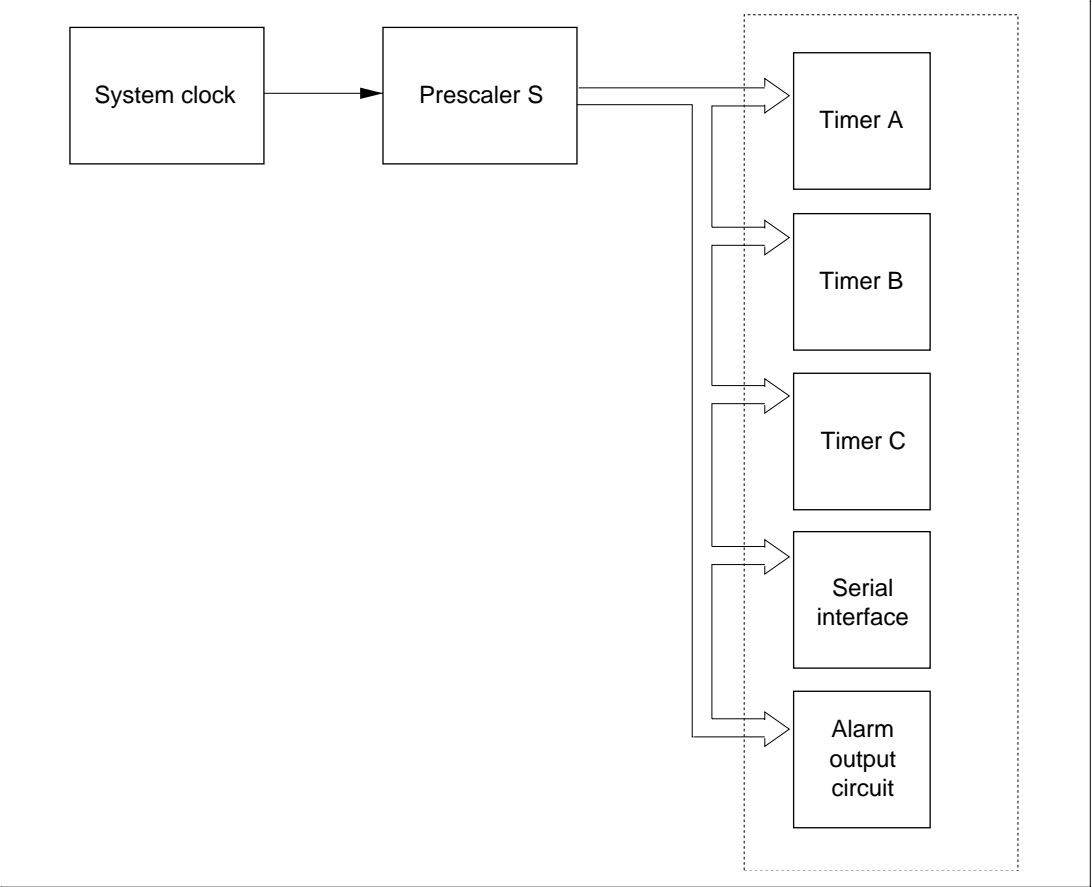 System clock
Prescaler S
Timer A
Timer B
Timer C
Serial
interface
Alarm
output
circuit